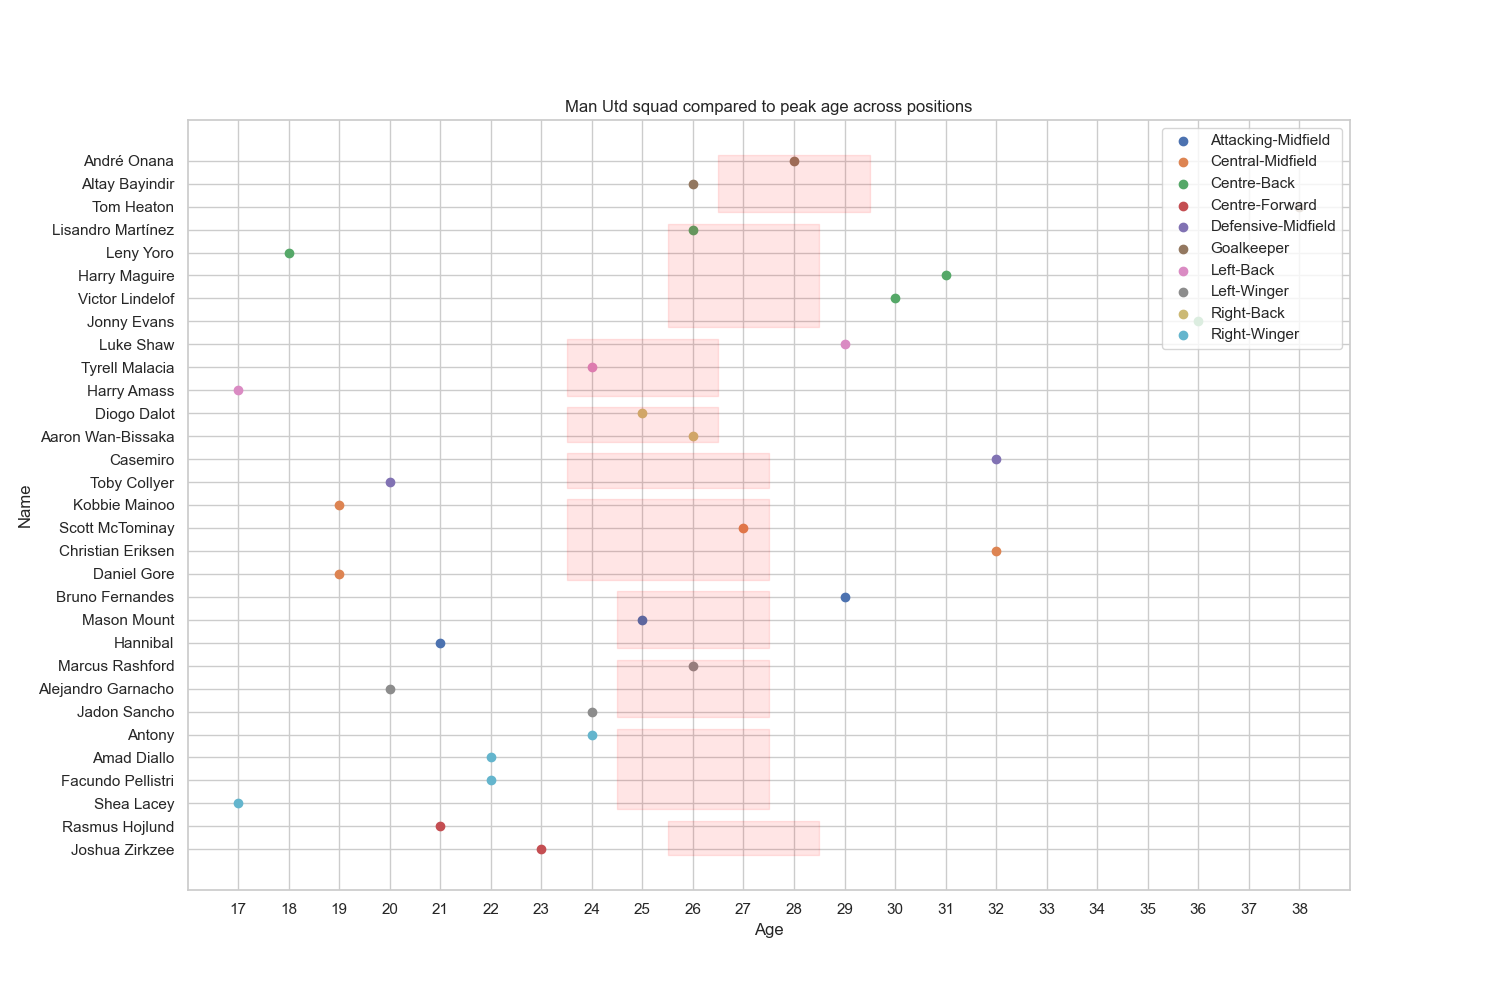 Man Utd squad compared to peak age across positions
André Onana
Altay Bayindir
Tom Heaton
Lisandro Martínez
Leny Yoro
Harry Maguire
Victor Lindelof
Jonny Evans
Luke Shaw
Tyrell Malacia
Harry Amass
Diogo Dalot
Aaron Wan-Bissaka
Casemiro
Toby Collyer
Kobbie Mainoo
Scott McTominay
Christian Eriksen
Daniel Gore
Bruno Fernandes
Mason Mount
Hannibal
Marcus Rashford
Alejandro Garnacho
Jadon Sancho
Antony
Amad Diallo
Facundo Pellistri
Shea Lacey
Rasmus Hojlund
Joshua Zirkzee
Name
Attacking-Midfield
Central-Midfield
Centre-Back
Centre-Forward
Defensive-Midfield
Goalkeeper
Left-Back
Left-Winger
Right-Back
Right-Winger
17 18 19 20 21 22 23 24 25 26 27 28 29 30 31 32 33 34 35 36 37 38
Age